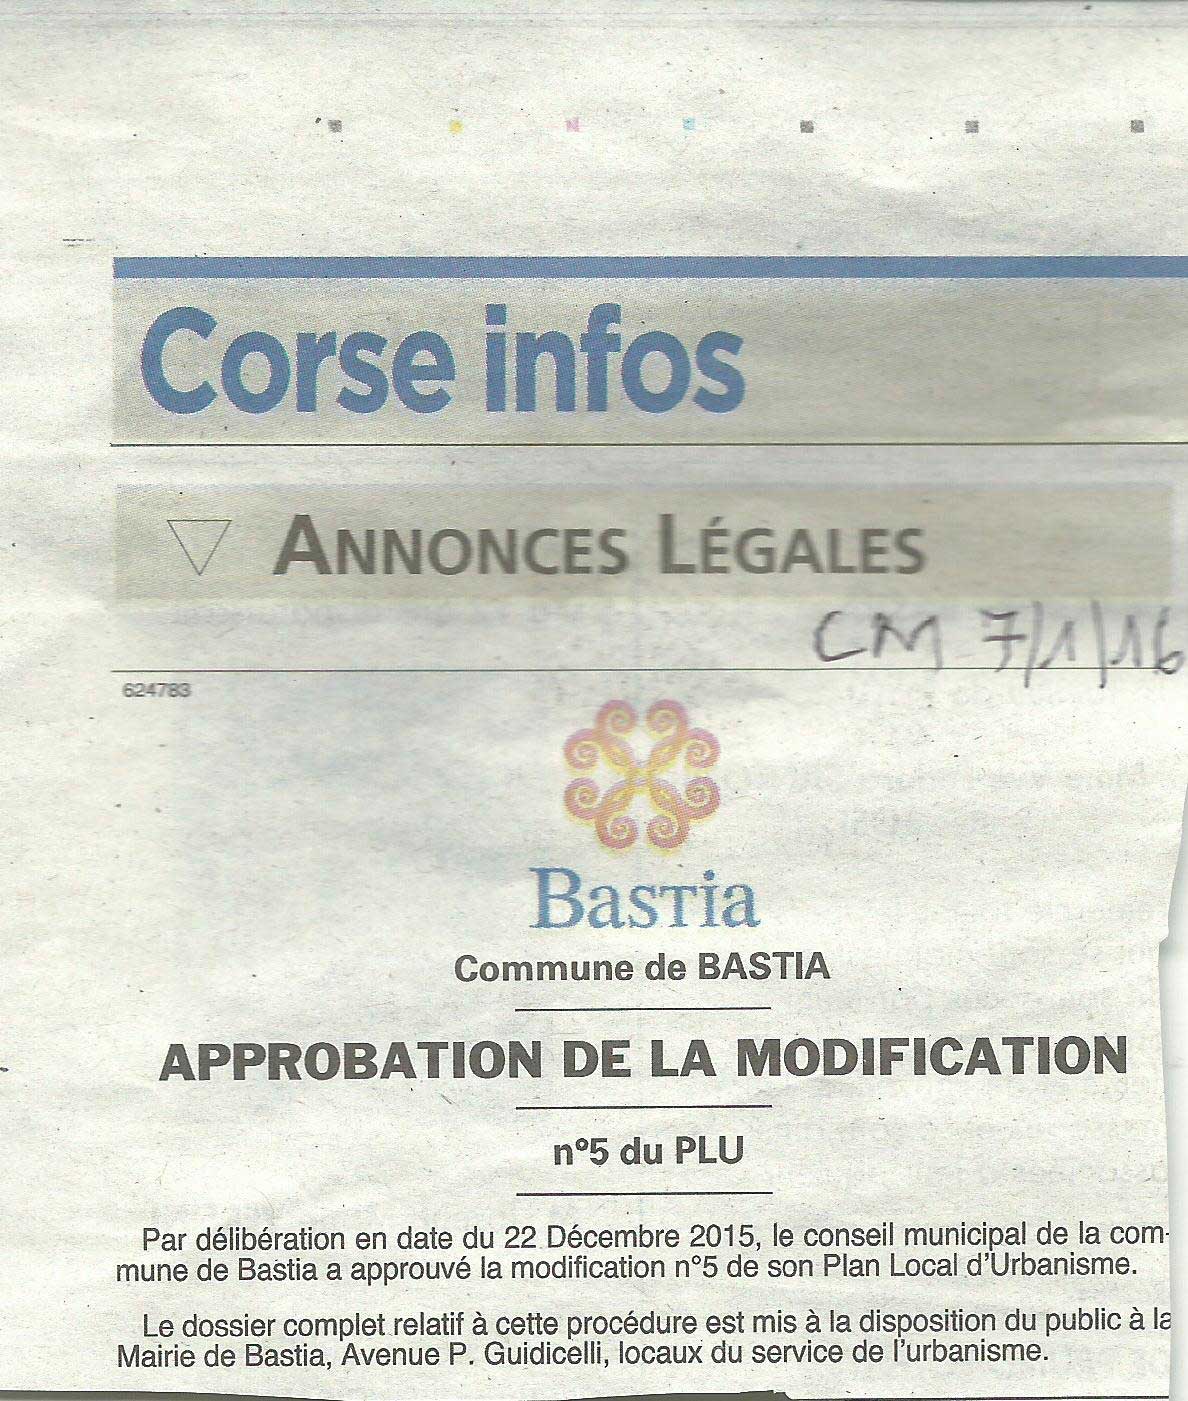 Corse infos
ANNONCES LÉGALES
CM 7/1/16
624783
Bastia
Commune de BASTIA
APPROBATION DE LA MODIFICATION
n°5 du PLU
Par délibération en date du 22 Décembre 2015, le conseil municipal de la com-
mune de Bastia a approuvé la modification n°5 de son Plan Local d'Urbanisme.
Le dossier complet relatif à cette procédure est mis à la disposition du public à la
Mairie de Bastia, Avenue P. Guidicelli, locaux du service de l'urbanisme.